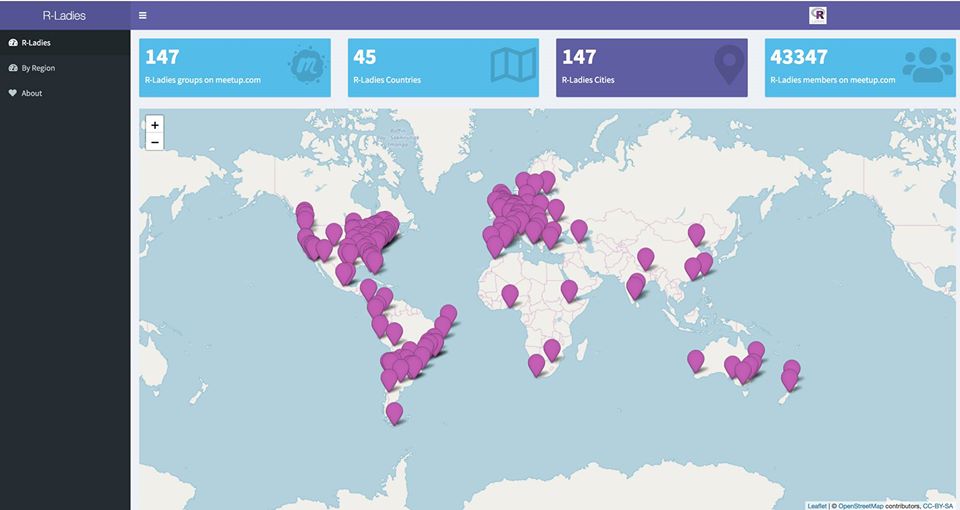 R-Ladies
R
R-Ladies
By Region
About
147
R-Ladies groups on meetup.com
45
R-Ladies Countries
147
R-Ladies Cities
43347
R-Ladies members on meetup.com
m
+
−
Leaflet | © OpenStreetMap contributors, CC-BY-SA